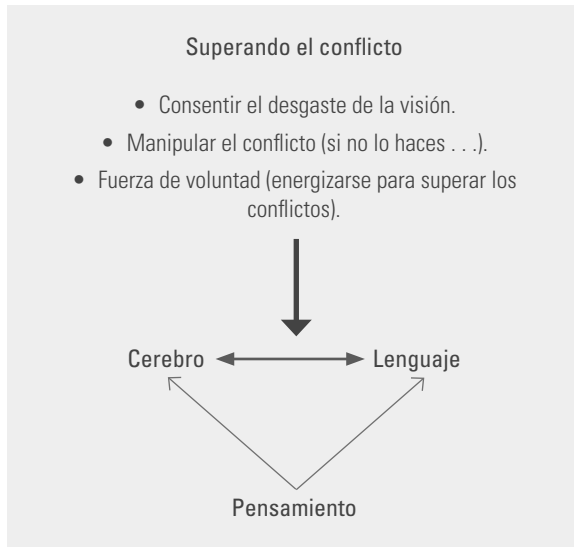 Superando el conflicto
• Consentir el desgaste de la visión.
• Manipular el conflicto (si no lo haces . . .).
• Fuerza de voluntad (energizarse para superar los
conflictos).
Cerebro Lenguaje
Pensamiento